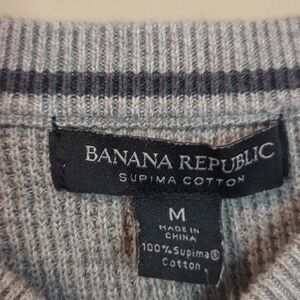 BANANA REPUBLIC
SUPIMA COTTON
M
MADE IN
CHINA
100% Supima®
Cotton